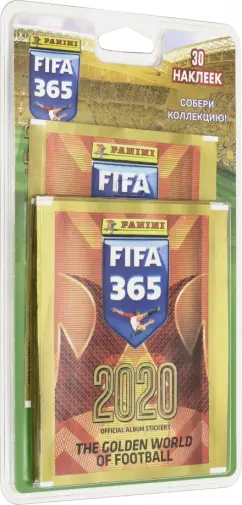 PANINI
FIFA
365
30
НАКЛЕЕК
СОБЕРИ
КОЛЛЕКЦИЮ!
PANINI
FIFA
PANINI
FIFA
365
2020
OFFICIAL ALBUM STICKERS
THE GOLDEN WORLD
OF FOOTBALL